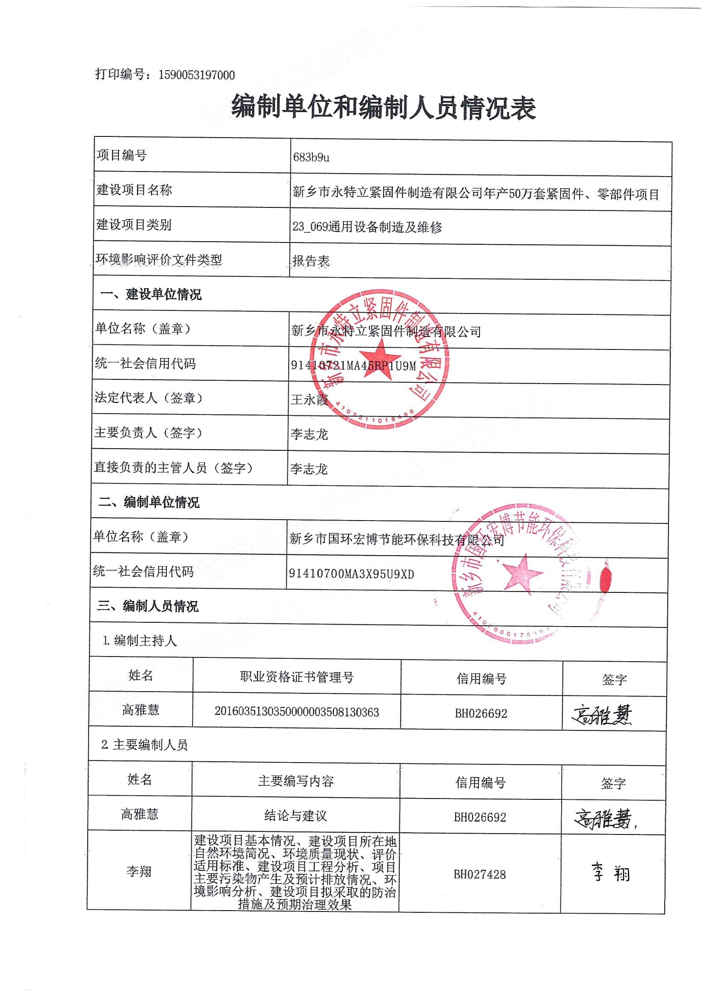 打印编号：1590053197000
编制单位和编制人员情况表
项目编号 683b9u
建设项目名称 新乡市永特立紧固件制造有限公司年产50万套紧固件、零部件项目
建设项目类别 23_069通用设备制造及维修
环境影响评价文件类型 报告表
一、建设单位情况
单位名称（盖章） 新乡市永特立紧固件制造有限公司
统一社会信用代码 91410721MA45BP1U9M
法定代表人（签章） 王永霞
主要负责人（签字） 李志龙
直接负责的主管人员（签字） 李志龙
新乡市永特立紧固件制造有限公司
4107211016488
二、编制单位情况
单位名称（盖章） 新乡市国环宏博节能环保科技有限公司
统一社会信用代码 91410700MA3X95U9XD
新乡市国环宏博节能环保科技有限公司
三、编制人员情况
1.编制主持人
姓名 职业资格证书管理号 信用编号 签字
高雅慧 2016035130350000003508130363 BH026692 高雅慧
2.主要编制人员
姓名 主要编写内容 信用编号 签字
高雅慧 结论与建议 BH026692 高雅慧
建设项目基本情况、建设项目所在地
自然环境简况、环境质量现状、评价
适用标准、建设项目工程分析、项目
李翔 主要污染物产生及预计排放情况、环 BH027428 李翔
境影响分析、建设项目拟采取的防治
措施及预期治理效果